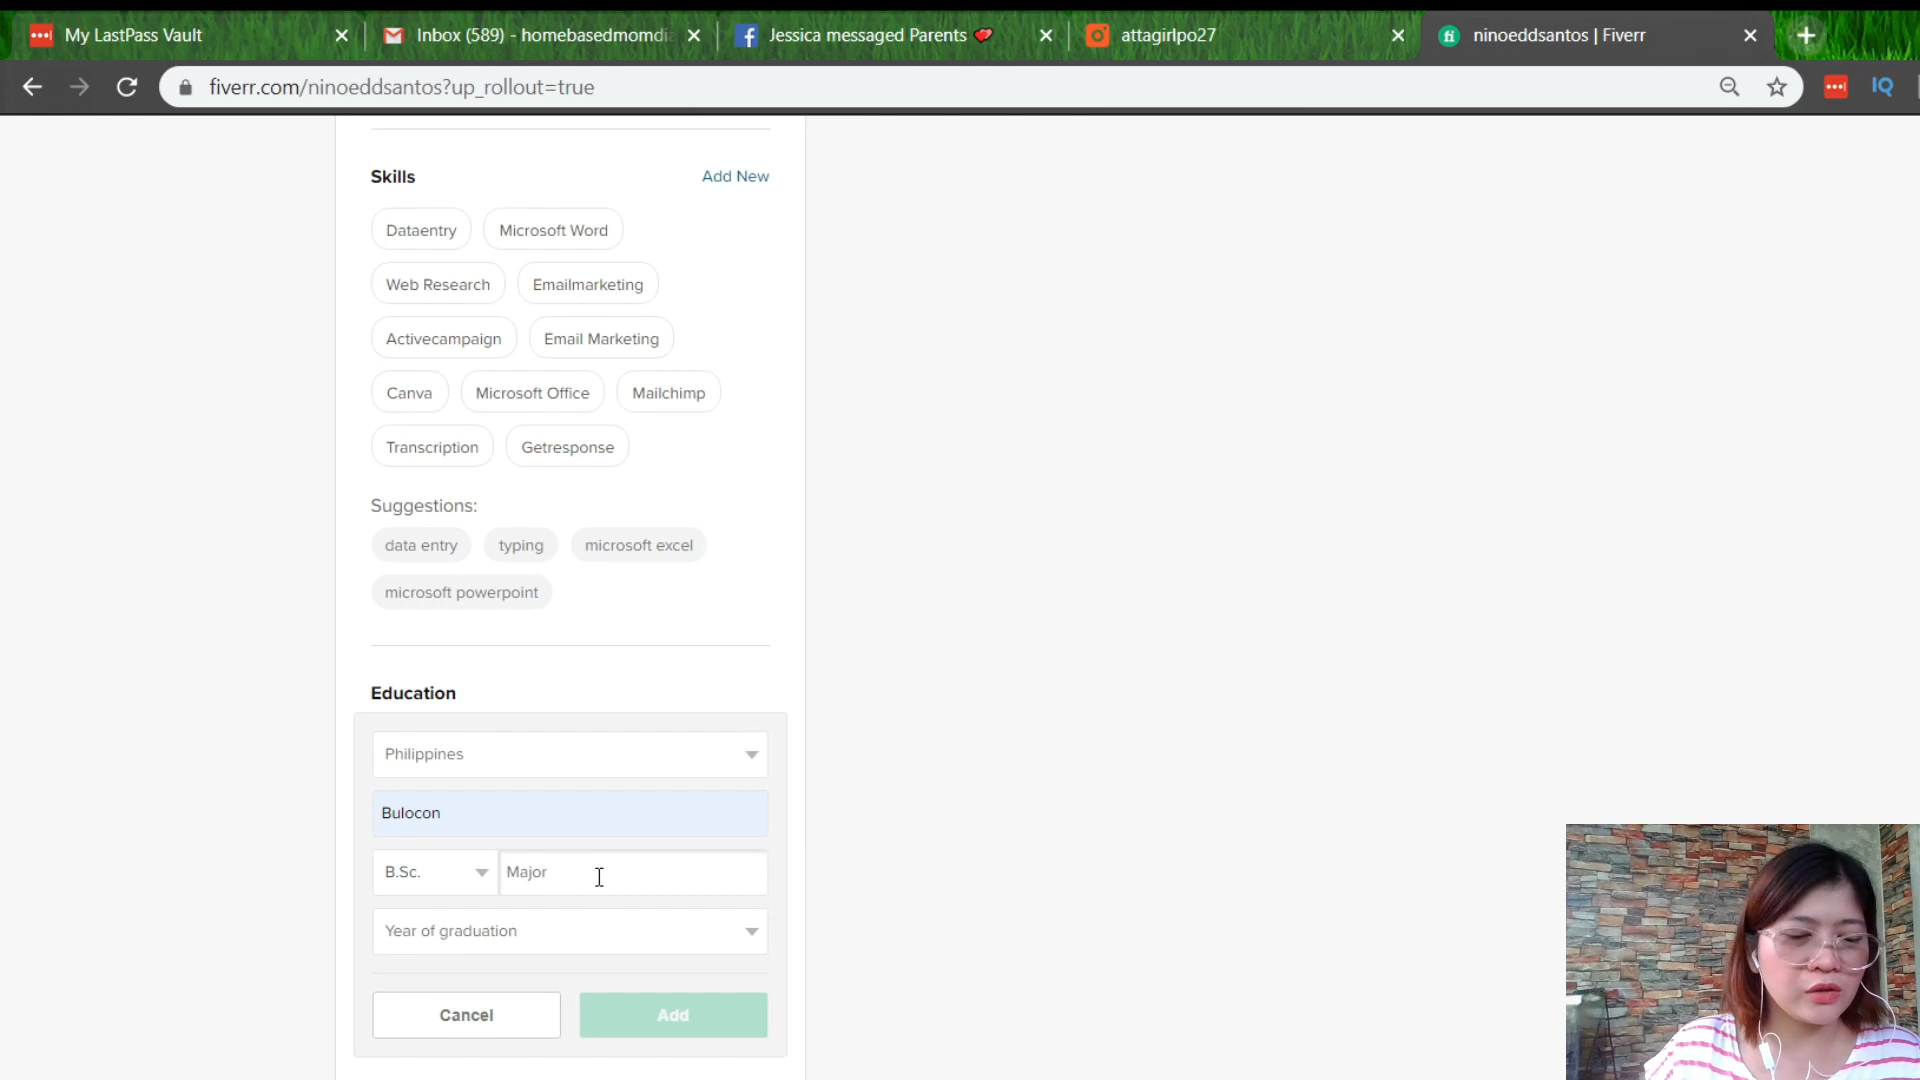 My LastPass Vault
Inbox (589) - homebasedmomdia
Jessica messaged Parents
attagirlpo27
ninoeddsantos | Fiverr
fiverr.com/ninoeddsantos?up_rollout=true
IQ
Skills
Add New
Dataentry
Microsoft Word
Web Research
Emailmarketing
Activecampaign
Email Marketing
Canva
Microsoft Office
Mailchimp
Transcription
Getresponse
Suggestions:
data entry
typing
microsoft excel
microsoft powerpoint
Education
Philippines
Bulocon
B.Sc.
Major
Year of graduation
Cancel
Add